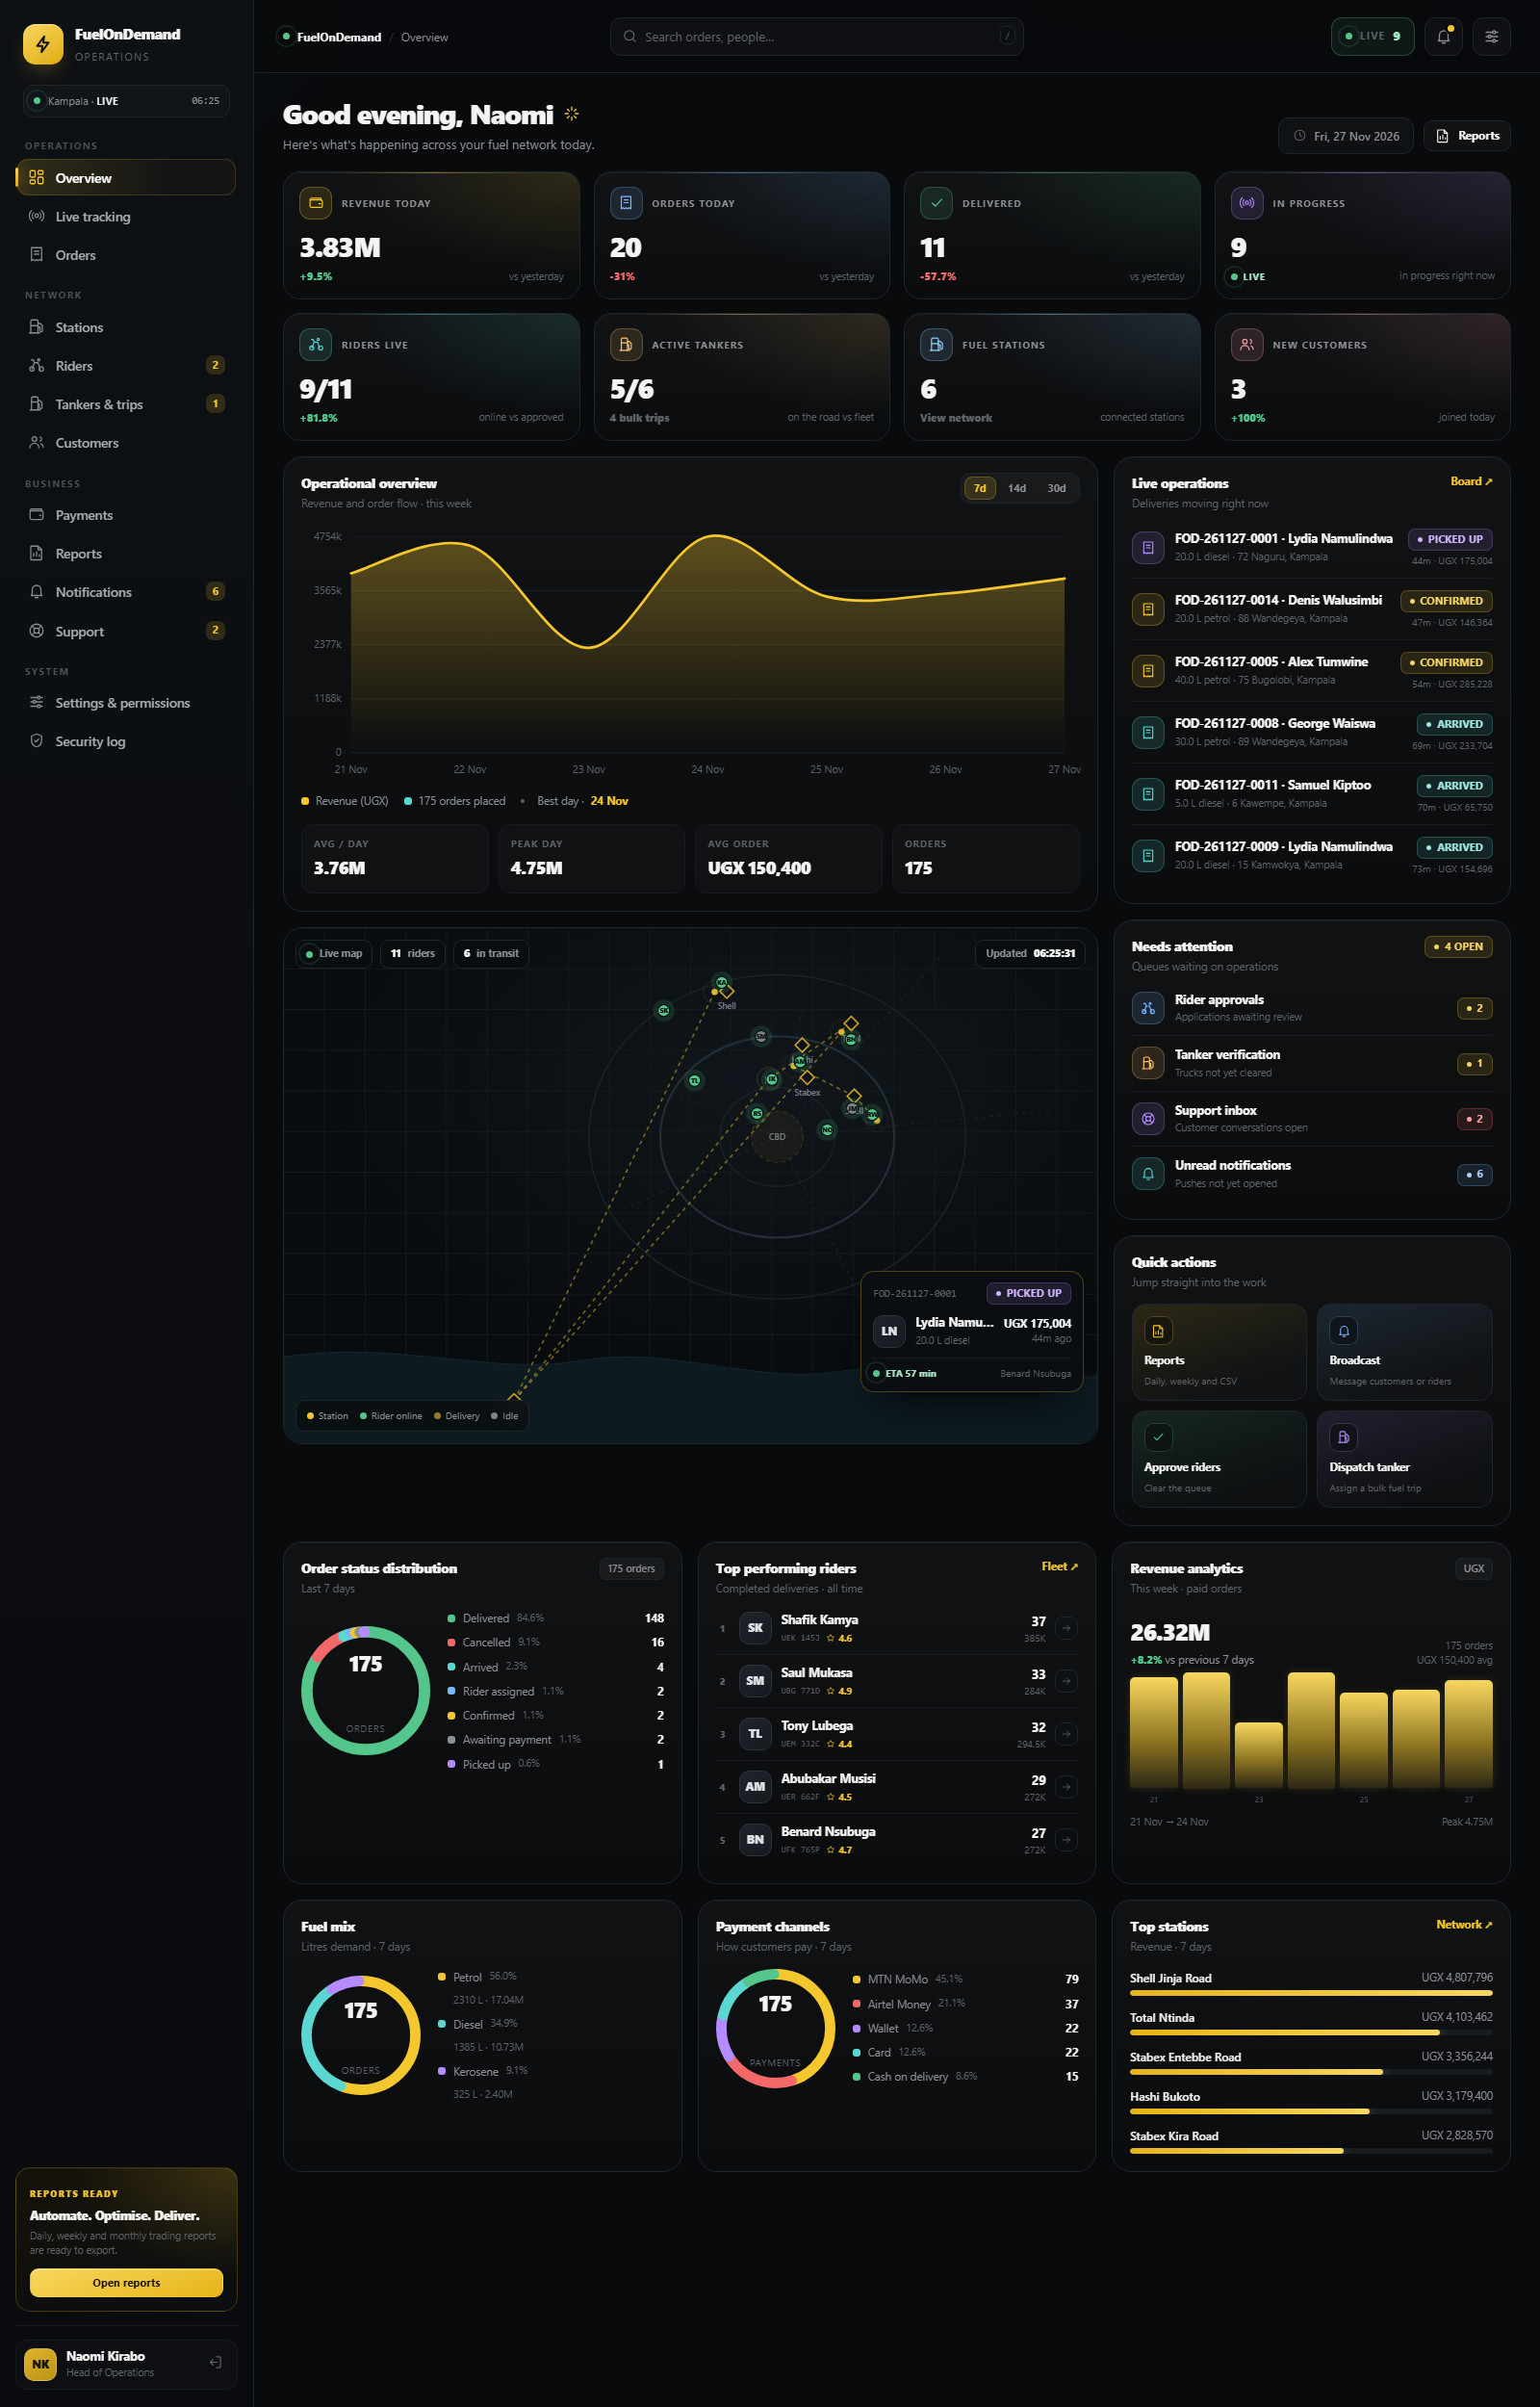 FuelOnDemand
OPERATIONS
Kampala · LIVE 06:25
OPERATIONS
Overview
Live tracking
Orders
NETWORK
Stations
Riders 2
Tankers & trips 1
Customers
BUSINESS
Payments
Reports
Notifications 6
Support 2
SYSTEM
Settings & permissions
Security log
REPORTS READY
Automate. Optimise. Deliver.
Daily, weekly and monthly trading reports
are ready to export.
Open reports
NK
Naomi Kirabo
Head of Operations
FuelOnDemand / Overview
Search orders, people... /
LIVE 9
Good evening, Naomi
Here's what's happening across your fuel network today.
Fri, 27 Nov 2026
Reports
REVENUE TODAY
3.83M
+9.5% vs yesterday
ORDERS TODAY
20
-31% vs yesterday
DELIVERED
11
-57.7% vs yesterday
IN PROGRESS
9
LIVE in progress right now
RIDERS LIVE
9/11
+81.8% online vs approved
ACTIVE TANKERS
5/6
4 bulk trips on the road vs fleet
FUEL STATIONS
6
View network connected stations
NEW CUSTOMERS
3
+100% joined today
Operational overview
Revenue and order flow · this week
7d 14d 30d
4754k
3565k
2377k
1188k
0
21 Nov 22 Nov 23 Nov 24 Nov 25 Nov 26 Nov 27 Nov
Revenue (UGX) 175 orders placed Best day · 24 Nov
AVG / DAY
3.76M
PEAK DAY
4.75M
AVG ORDER
UGX 150,400
ORDERS
175
Live operations
Board ↗
Deliveries moving right now
FOD-261127-0001 · Lydia Namulindwa PICKED UP
20.0 L diesel · 72 Naguru, Kampala 44m · UGX 175,004
FOD-261127-0014 · Denis Walusimbi CONFIRMED
20.0 L petrol · 88 Wandegeya, Kampala 47m · UGX 146,364
FOD-261127-0005 · Alex Tumwine CONFIRMED
40.0 L petrol · 75 Bugolobi, Kampala 54m · UGX 285,228
FOD-261127-0008 · George Waiswa ARRIVED
30.0 L petrol · 89 Wandegeya, Kampala 69m · UGX 233,704
FOD-261127-0011 · Samuel Kiptoo ARRIVED
5.0 L diesel · 6 Kawempe, Kampala 70m · UGX 65,750
FOD-261127-0009 · Lydia Namulindwa ARRIVED
20.0 L diesel · 15 Kamwokya, Kampala 73m · UGX 154,696
Live map
11 riders
6 in transit
Updated 06:25:31
Shell
SK
TL
Stabex
CBD
FOD-261127-0001 PICKED UP
LN
Lydia Namu... UGX 175,004
20.0 L diesel 44m ago
ETA 57 min Benard Nsubuga
Station Rider online Delivery Idle
Needs attention
4 OPEN
Queues waiting on operations
Rider approvals 2
Applications awaiting review
Tanker verification 1
Trucks not yet cleared
Support inbox 2
Customer conversations open
Unread notifications 6
Pushes not yet opened
Quick actions
Jump straight into the work
Reports
Daily, weekly and CSV
Broadcast
Message customers or riders
Approve riders
Clear the queue
Dispatch tanker
Assign a bulk fuel trip
Order status distribution
175 orders
Last 7 days
175
ORDERS
Delivered 84.6% 148
Cancelled 9.1% 16
Arrived 2.3% 4
Rider assigned 1.1% 2
Confirmed 1.1% 2
Awaiting payment 1.1% 2
Picked up 0.6% 1
Top performing riders
Fleet ↗
Completed deliveries · all time
1 SK Shafik Kamya 37
UEK 145J ☆ 4.6 385K
2 SM Saul Mukasa 33
UBG 771D ☆ 4.9 284K
3 TL Tony Lubega 32
UEM 332C ☆ 4.4 294.5K
4 AM Abubakar Musisi 29
UER 662F ☆ 4.5 272K
5 BN Benard Nsubuga 27
UFK 765P ☆ 4.7 272K
Revenue analytics
UGX
This week · paid orders
26.32M
175 orders
+8.2% vs previous 7 days UGX 150,400 avg
21 23 25 27
21 Nov → 24 Nov Peak 4.75M
Fuel mix
Litres demand · 7 days
175
ORDERS
Petrol 56.0%
2310 L · 17.04M
Diesel 34.9%
1385 L · 10.73M
Kerosene 9.1%
325 L · 2.40M
Payment channels
How customers pay · 7 days
175
PAYMENTS
MTN MoMo 45.1% 79
Airtel Money 21.1% 37
Wallet 12.6% 22
Card 12.6% 22
Cash on delivery 8.6% 15
Top stations
Network ↗
Revenue · 7 days
Shell Jinja Road UGX 4,807,796
Total Ntinda UGX 4,103,462
Stabex Entebbe Road UGX 3,356,244
Hashi Bukoto UGX 3,179,400
Stabex Kira Road UGX 2,828,570